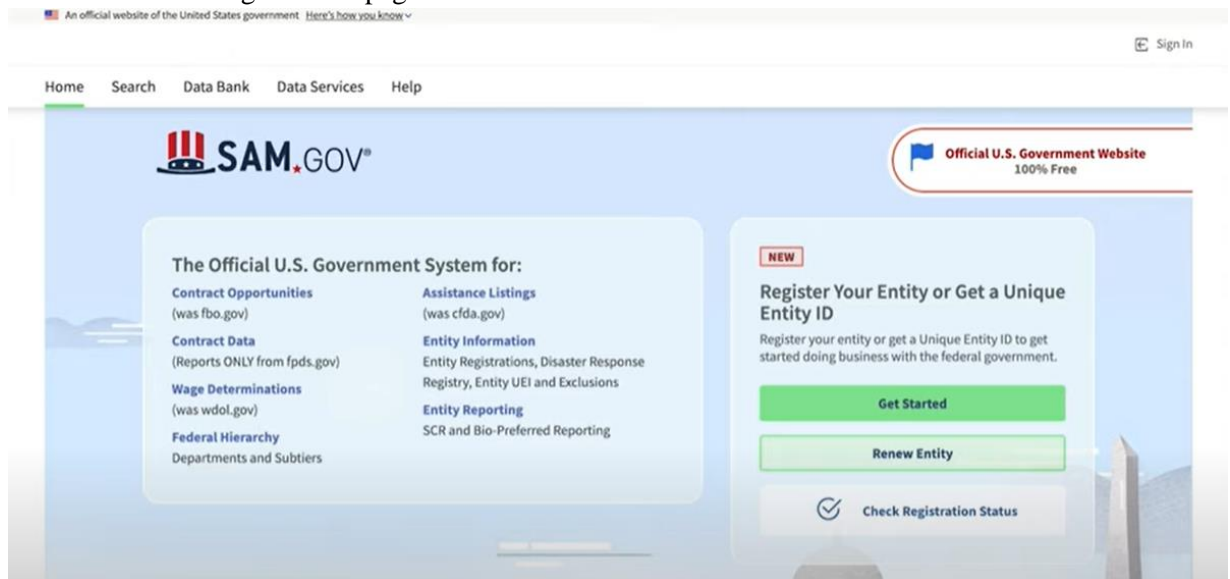 An official website of the United States government Here's how you know
Sign In
Home Search Data Bank Data Services Help
SAM.GOV®
Official U.S. Government Website
100% Free
The Official U.S. Government System for:
Contract Opportunities
(was fbo.gov)
Contract Data
(Reports ONLY from fpds.gov)
Wage Determinations
(was wdol.gov)
Federal Hierarchy
Departments and Subtiers
Assistance Listings
(was cfda.gov)
Entity Information
Entity Registrations, Disaster Response
Registry, Entity UEI and Exclusions
Entity Reporting
SCR and Bio-Preferred Reporting
NEW
Register Your Entity or Get a Unique
Entity ID
Register your entity or get a Unique Entity ID to get
started doing business with the federal government.
Get Started
Renew Entity
Check Registration Status